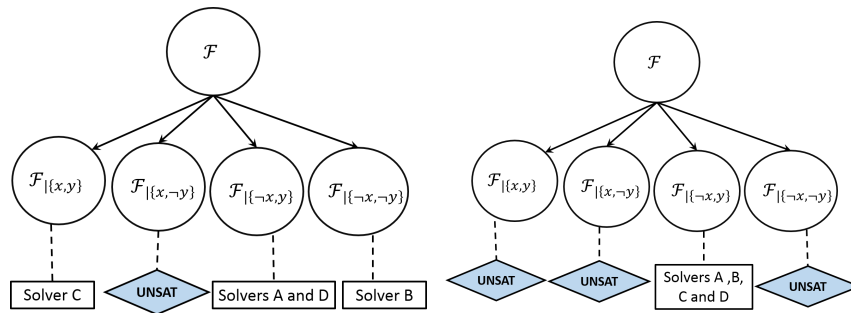 ℱ
ℱ|{x,y}
ℱ|{x,¬y}
ℱ|{¬x,y}
ℱ|{¬x,¬y}
Solver C
UNSAT
Solvers A and D
Solver B
ℱ
ℱ|{x,y}
ℱ|{x,¬y}
ℱ|{¬x,y}
ℱ|{¬x,¬y}
UNSAT
UNSAT
Solvers A ,B,
C and D
UNSAT